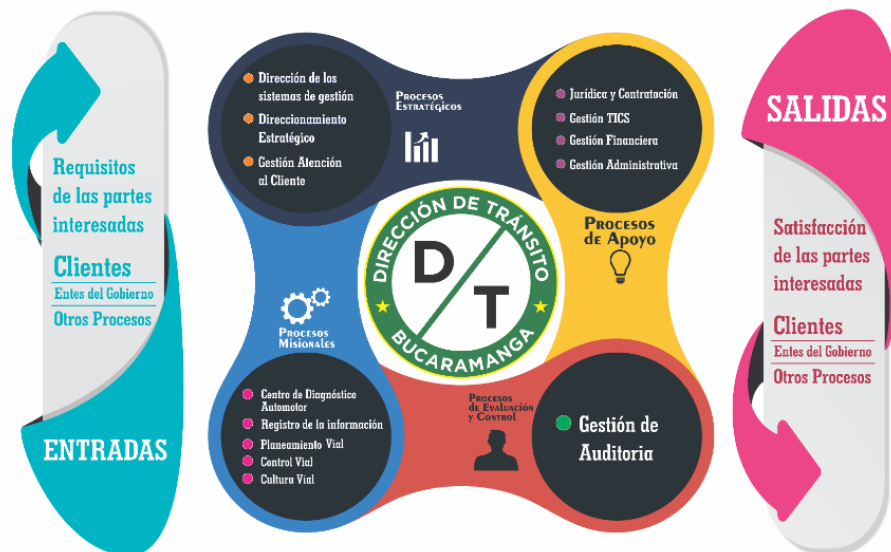 Requisitos
de las partes
interesadas
Clientes
Entes del Gobierno
Otros Procesos
ENTRADAS
Dirección de los
sistemas de gestión
Direccionamiento
Estratégico
Gestión Atención
al Cliente
Procesos
Estratégicos
Jurídica y Contratación
Gestión TICS
Gestión Financiera
Gestión Administrativa
Procesos
de Apoyo
DIRECCIÓN DE TRÁNSITO
D
T
BUCARAMANGA
Procesos
Misionales
Centro de Diagnóstico
Automotor
Registro de la información
Planeamiento Vial
Control Vial
Cultura Vial
Procesos
de Evaluación
y Control
Gestión de
Auditoria
SALIDAS
Satisfacción
de las partes
interesadas
Clientes
Entes del Gobierno
Otros Procesos